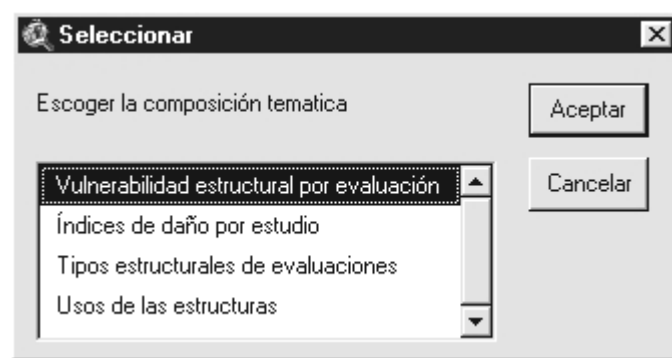 Seleccionar
Escoger la composición tematica
Aceptar
Vulnerabilidad estructural por evaluación
Cancelar
Índices de daño por estudio
Tipos estructurales de evaluaciones
Usos de las estructuras